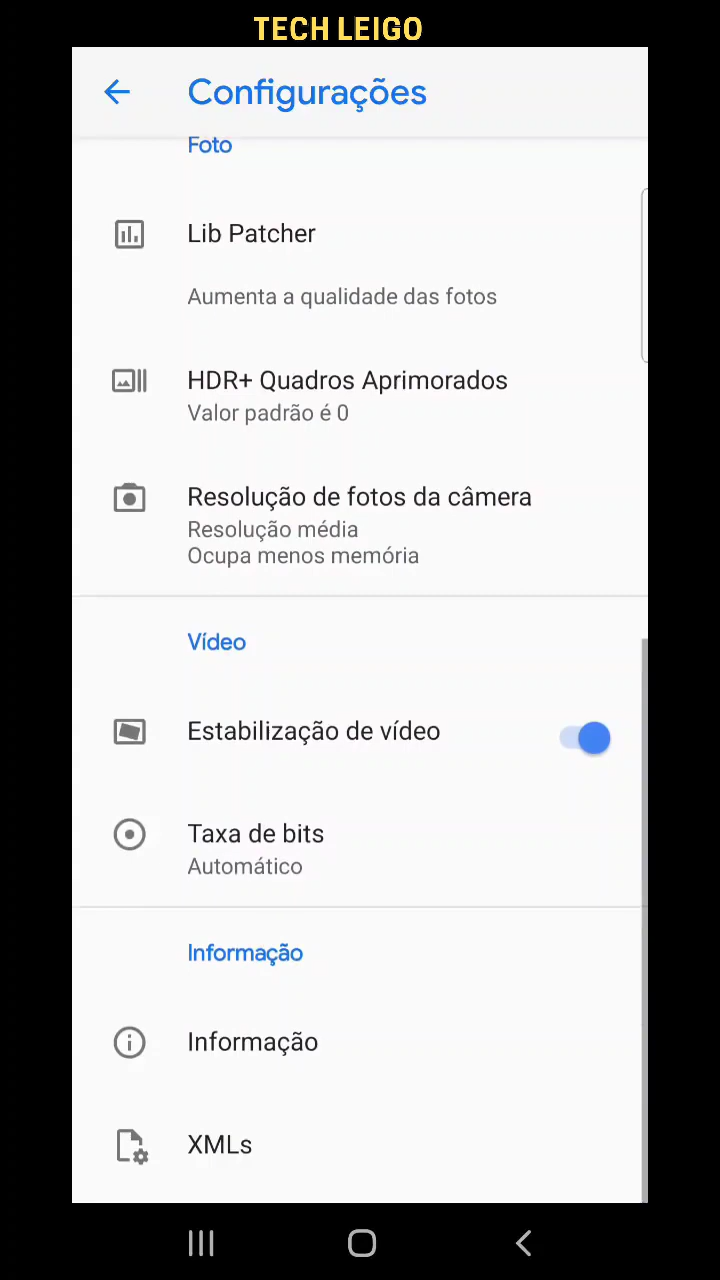 TECH LEIGO
Configurações
Foto
Lib Patcher
Aumenta a qualidade das fotos
HDR+ Quadros Aprimorados
Valor padrão é 0
Resolução de fotos da câmera
Resolução média
Ocupa menos memória
Vídeo
Estabilização de vídeo
Taxa de bits
Automático
Informação
Informação
XMLs